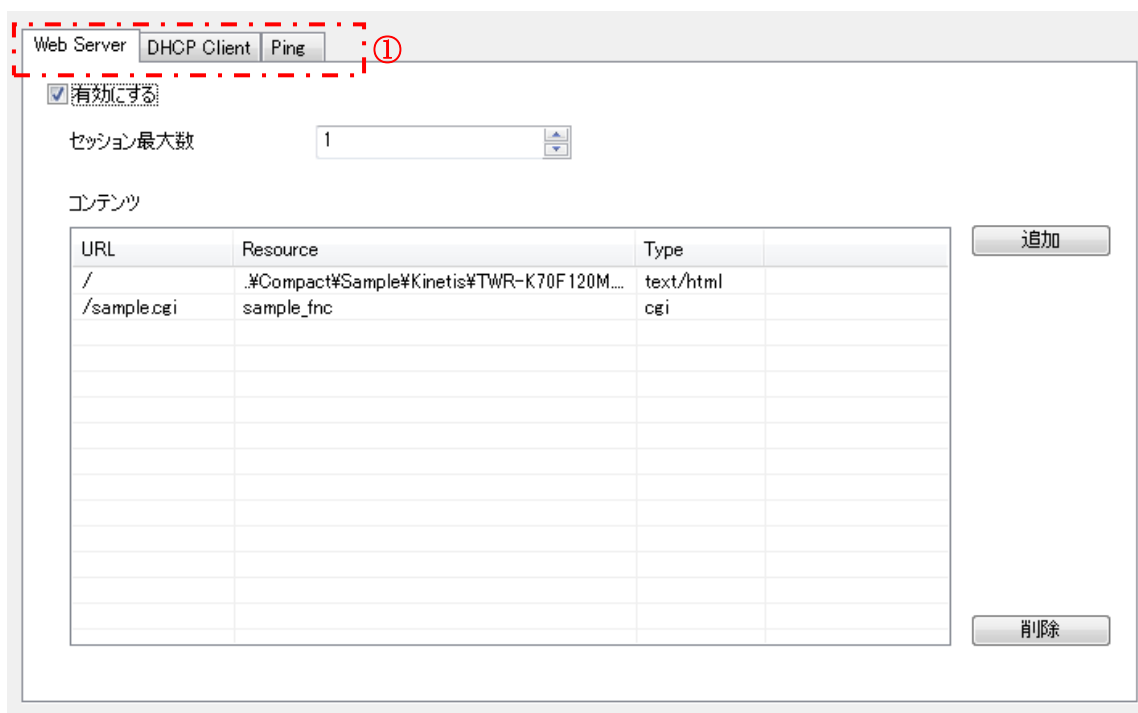 Web Server DHCP Client Ping ①
有効にする
セッション最大数 1
コンテンツ
追加
URL Resource Type
/ .¥Compact¥Sample¥Kinetis¥TWR-K70F120M.... text/html
/sample.cgi sample_fnc cgi
削除